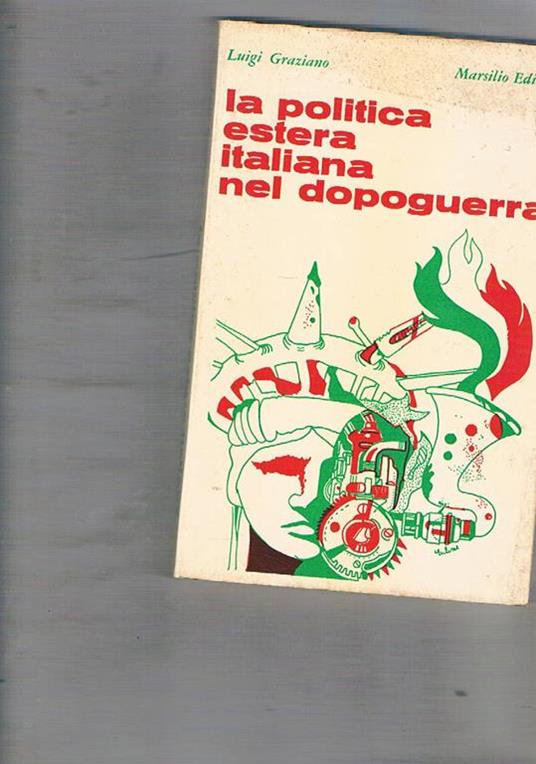 Luigi Graziano
Marsilio Edi
la politica
estera
italiana
nel dopoguerra